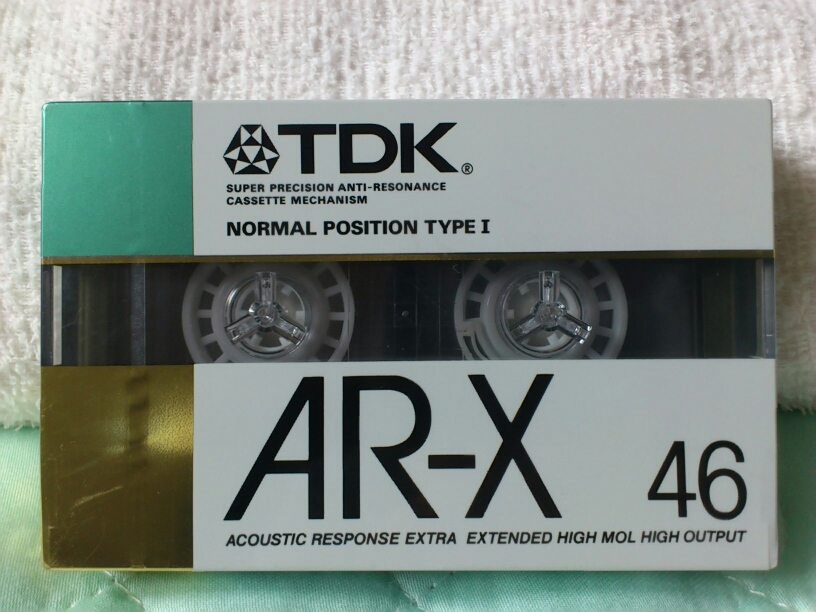 TDK®
SUPER PRECISION ANTI-RESONANCE
CASSETTE MECHANISM
NORMAL POSITION TYPE I
AR-X 46
ACOUSTIC RESPONSE EXTRA EXTENDED HIGH MOL HIGH OUTPUT